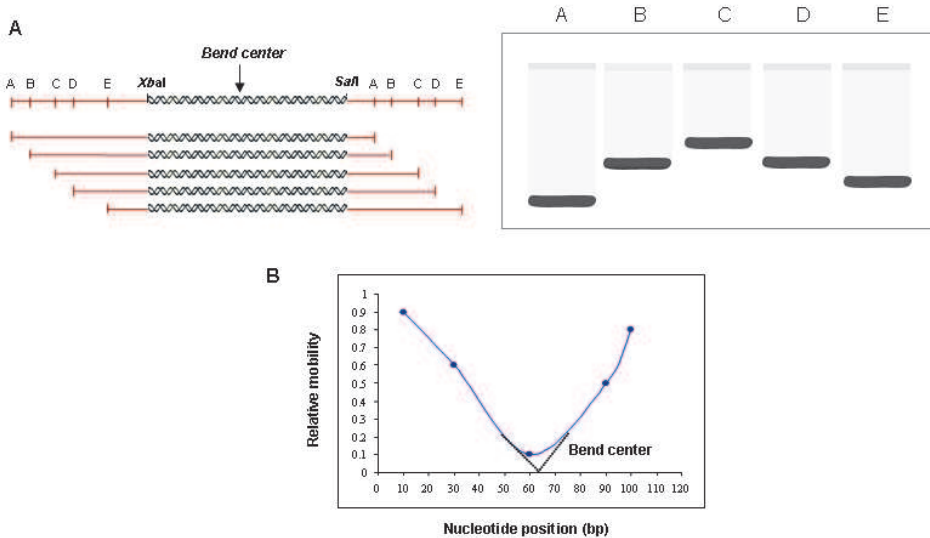 A
Bend center
A B C D E XbaI SalI A B C D E
A B C D E
B
1
0.9
0.8
0.7
0.6
0.5
0.4
0.3
0.2
0.1
0
Relative mobility
Bend center
0 10 20 30 40 50 60 70 80 90 100 110 120
Nucleotide position (bp)